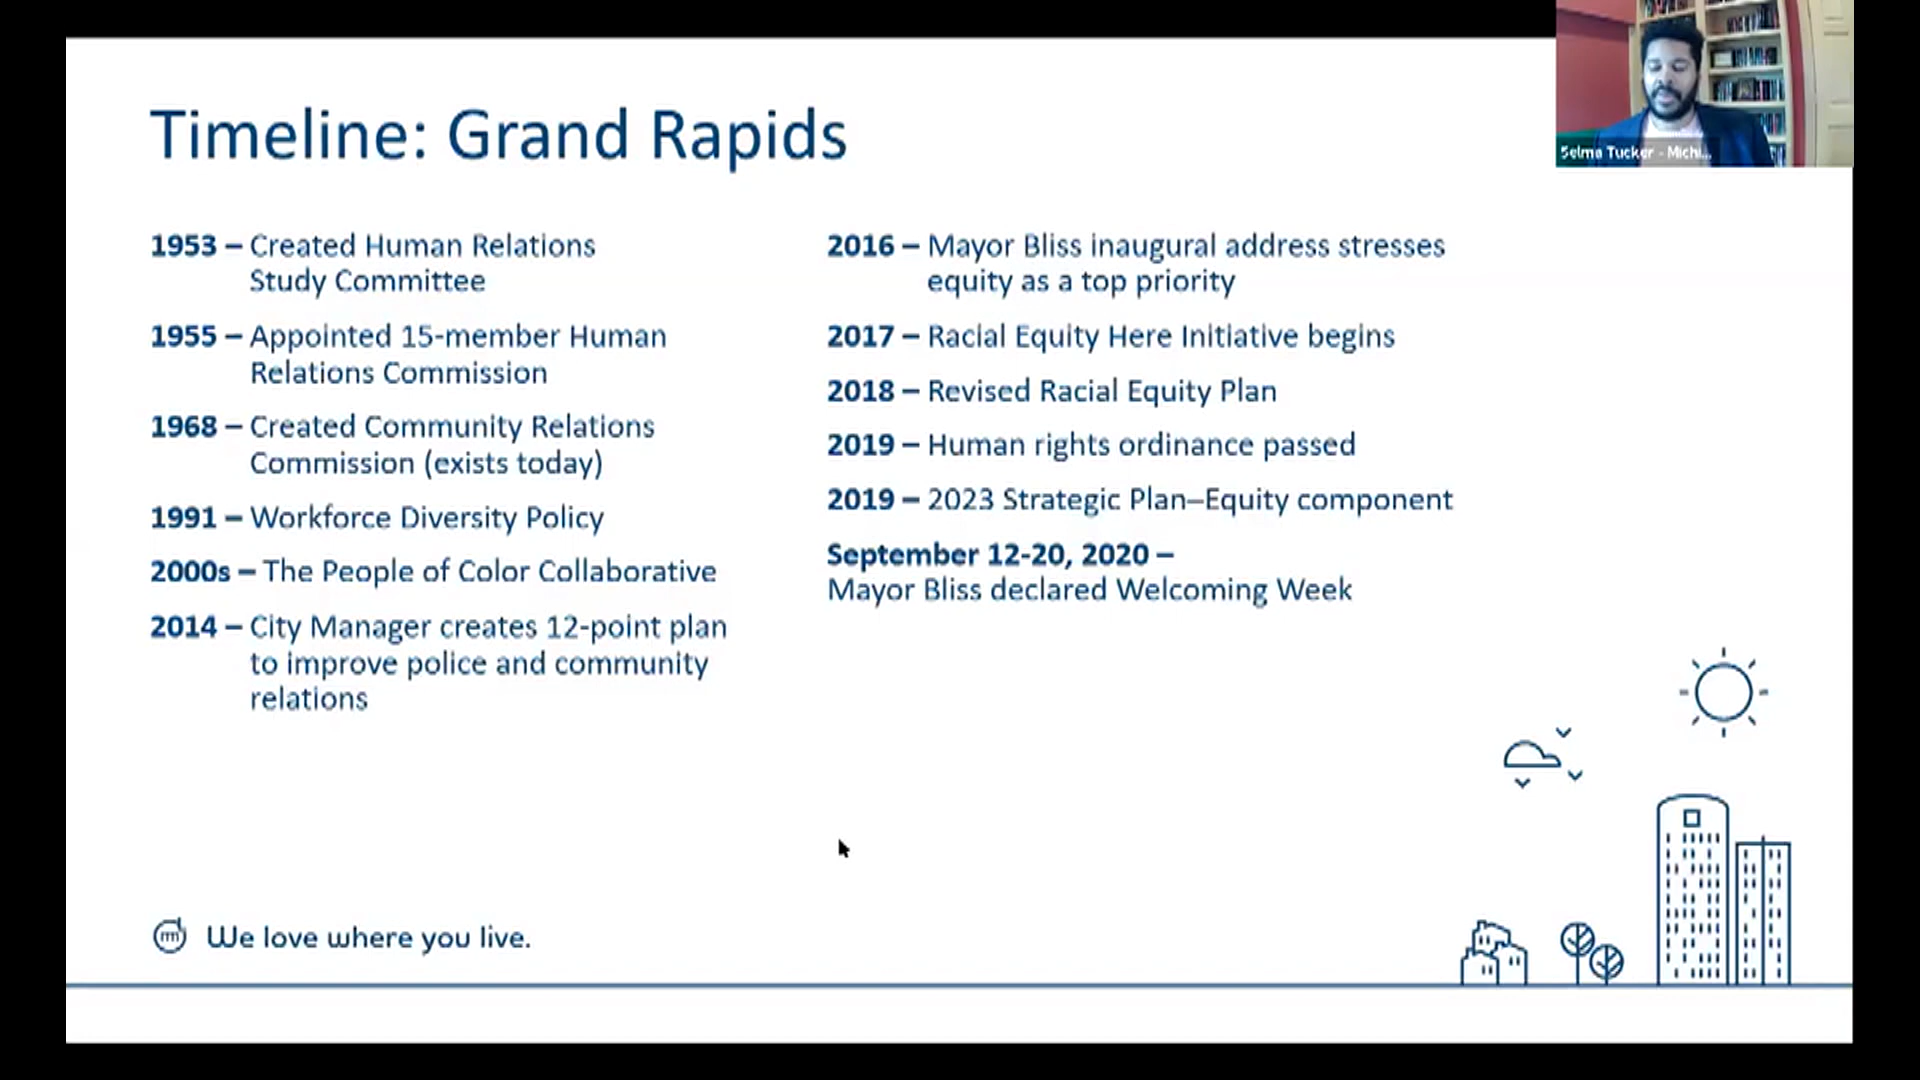 Timeline: Grand Rapids
1953 – Created Human Relations
Study Committee
1955 – Appointed 15-member Human
Relations Commission
1968 – Created Community Relations
Commission (exists today)
1991 – Workforce Diversity Policy
2000s – The People of Color Collaborative
2014 – City Manager creates 12-point plan
to improve police and community
relations
2016 – Mayor Bliss inaugural address stresses
equity as a top priority
2017 – Racial Equity Here Initiative begins
2018 – Revised Racial Equity Plan
2019 – Human rights ordinance passed
2019 – 2023 Strategic Plan–Equity component
September 12-20, 2020 –
Mayor Bliss declared Welcoming Week
We love where you live.
Selma Tucker - Michi...